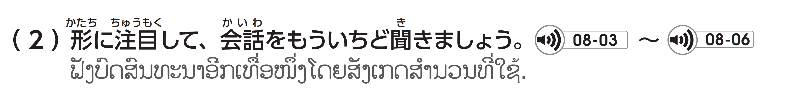 かたち ちゅうもく かいわ き
(2)形に注目して、会話をもういちど聞きましょう。 08-03 ～ 08-06
ຟັງບົດສົນທະນາອີກເທື່ອໜຶ່ງໂດຍສັງເກດສຳນວນທີ່ໃຊ້.